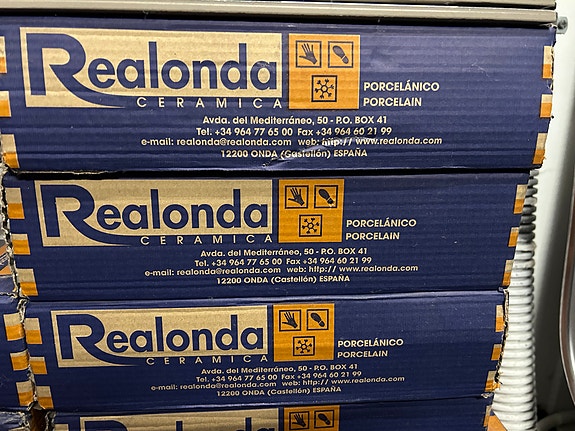 Realonda
CERAMICA
PORCELÁNICO
PORCELAIN
Avda. del Mediterráneo, 50 - P.O. BOX 41
Tel. +34 964 77 65 00 Fax +34 964 60 21 99
e-mail: realonda@realonda.com web: http:// www.realonda.com
12200 ONDA (Castellón) ESPAÑA
Realonda
CERAMICA
PORCELÁNICO
PORCELAIN
Avda. del Mediterráneo, 50 - P.O. BOX 41
Tel. +34 964 77 65 00 Fax +34 964 60 21 99
e-mail: realonda@realonda.com web: http:// www.realonda.com
12200 ONDA (Castellón) ESPAÑA
Realonda
CERAMICA
PORCELÁNICO
PORCELAIN
Avda. del Mediterráneo, 50 - P.O. BOX 41
Tel. +34 964 77 65 00 Fax +34 964 60 21 99
e-mail: realonda@realonda.com web: http:// www.realonda.com
12200 ONDA (Castellón) ESPAÑA
Realonda